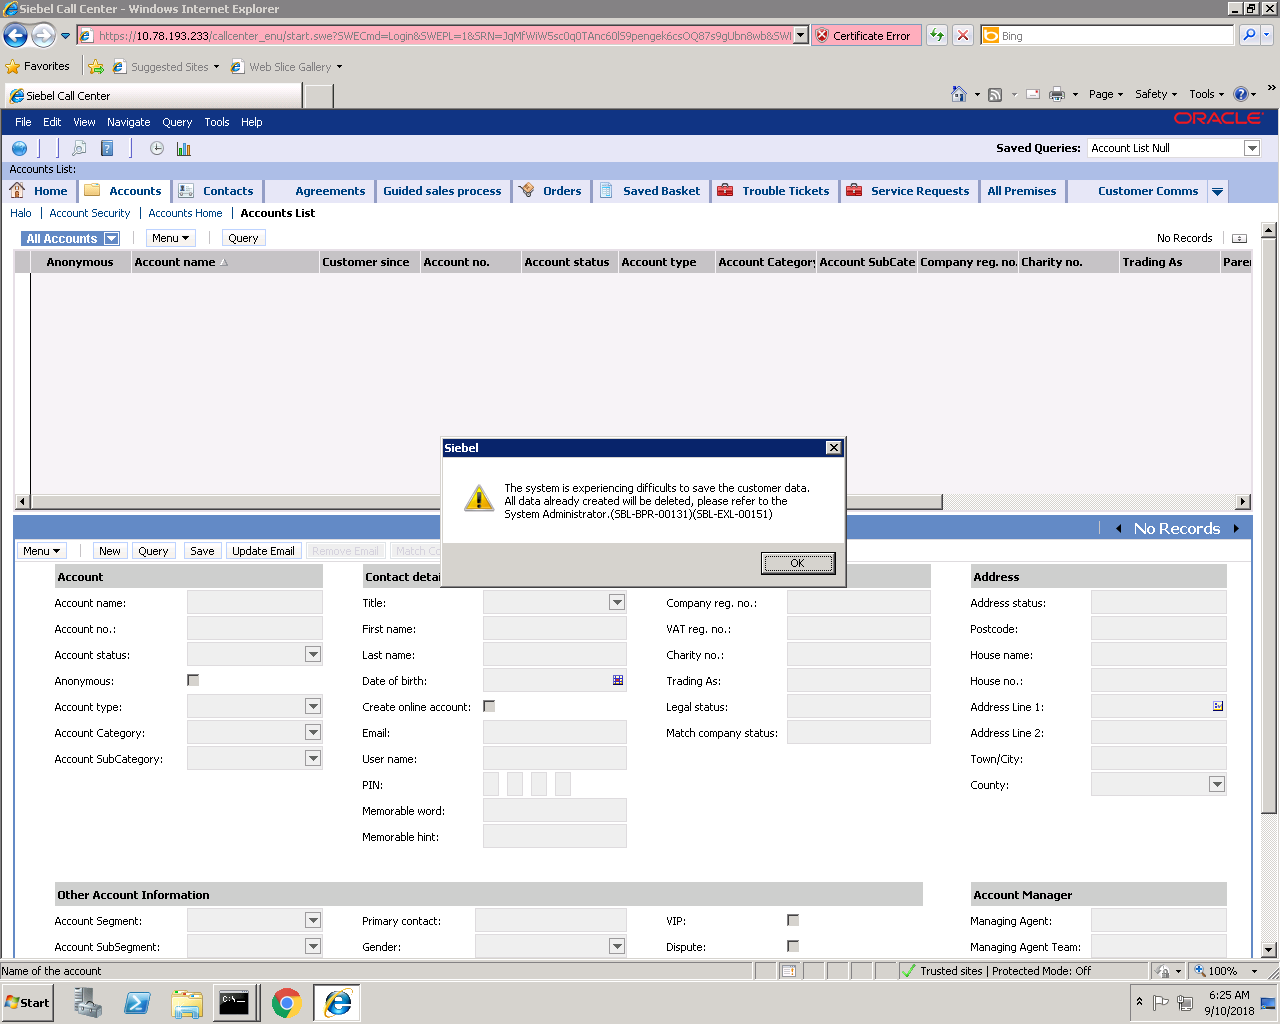 Siebel Call Center - Windows Internet Explorer
https://10.78.193.233/callcenter_enu/start.swe?SWECmd=Login&SWEPL=1&SRN= Certificate Error Bing
Favorites Suggested Sites Web Slice Gallery
Siebel Call Center Page Safety Tools »
File Edit View Navigate Query Tools Help ORACLE
Saved Queries: Account List Null
Accounts List:
Home Accounts Contacts Agreements Guided sales process Orders Saved Basket Trouble Tickets Service Requests All Premises Customer Comms
Halo | Account Security | Accounts Home | Accounts List
All Accounts Menu Query No Records
Anonymous Account name Customer since Account no. Account status Account type Account Category Account SubCate Company reg. no. Charity no. Trading As Pare
Siebel
The system is experiencing difficults to save the customer data.
All data already created will be deleted, please refer to the
System Administrator.(SBL-BPR-00131)(SBL-EXL-00151)
OK
No Records
Menu New Query Save Update Email Remove Email Match Co
Account Contact detai Address
Account name: Title: Company reg. no.: Address status:
Account no.: First name: VAT reg. no.: Postcode:
Account status: Last name: Charity no.: House name:
Anonymous: Date of birth: Trading As: House no.:
Account type: Create online account: Legal status: Address Line 1:
Account Category: Email: Match company status: Address Line 2:
Account SubCategory: User name: Town/City:
PIN: County:
Memorable word:
Memorable hint:
Other Account Information Account Manager
Account Segment: Primary contact: VIP: Managing Agent:
Account SubSegment: Gender: Dispute: Managing Agent Team:
Name of the account Trusted sites | Protected Mode: Off 100%
Start 6:25 AM
9/10/2018